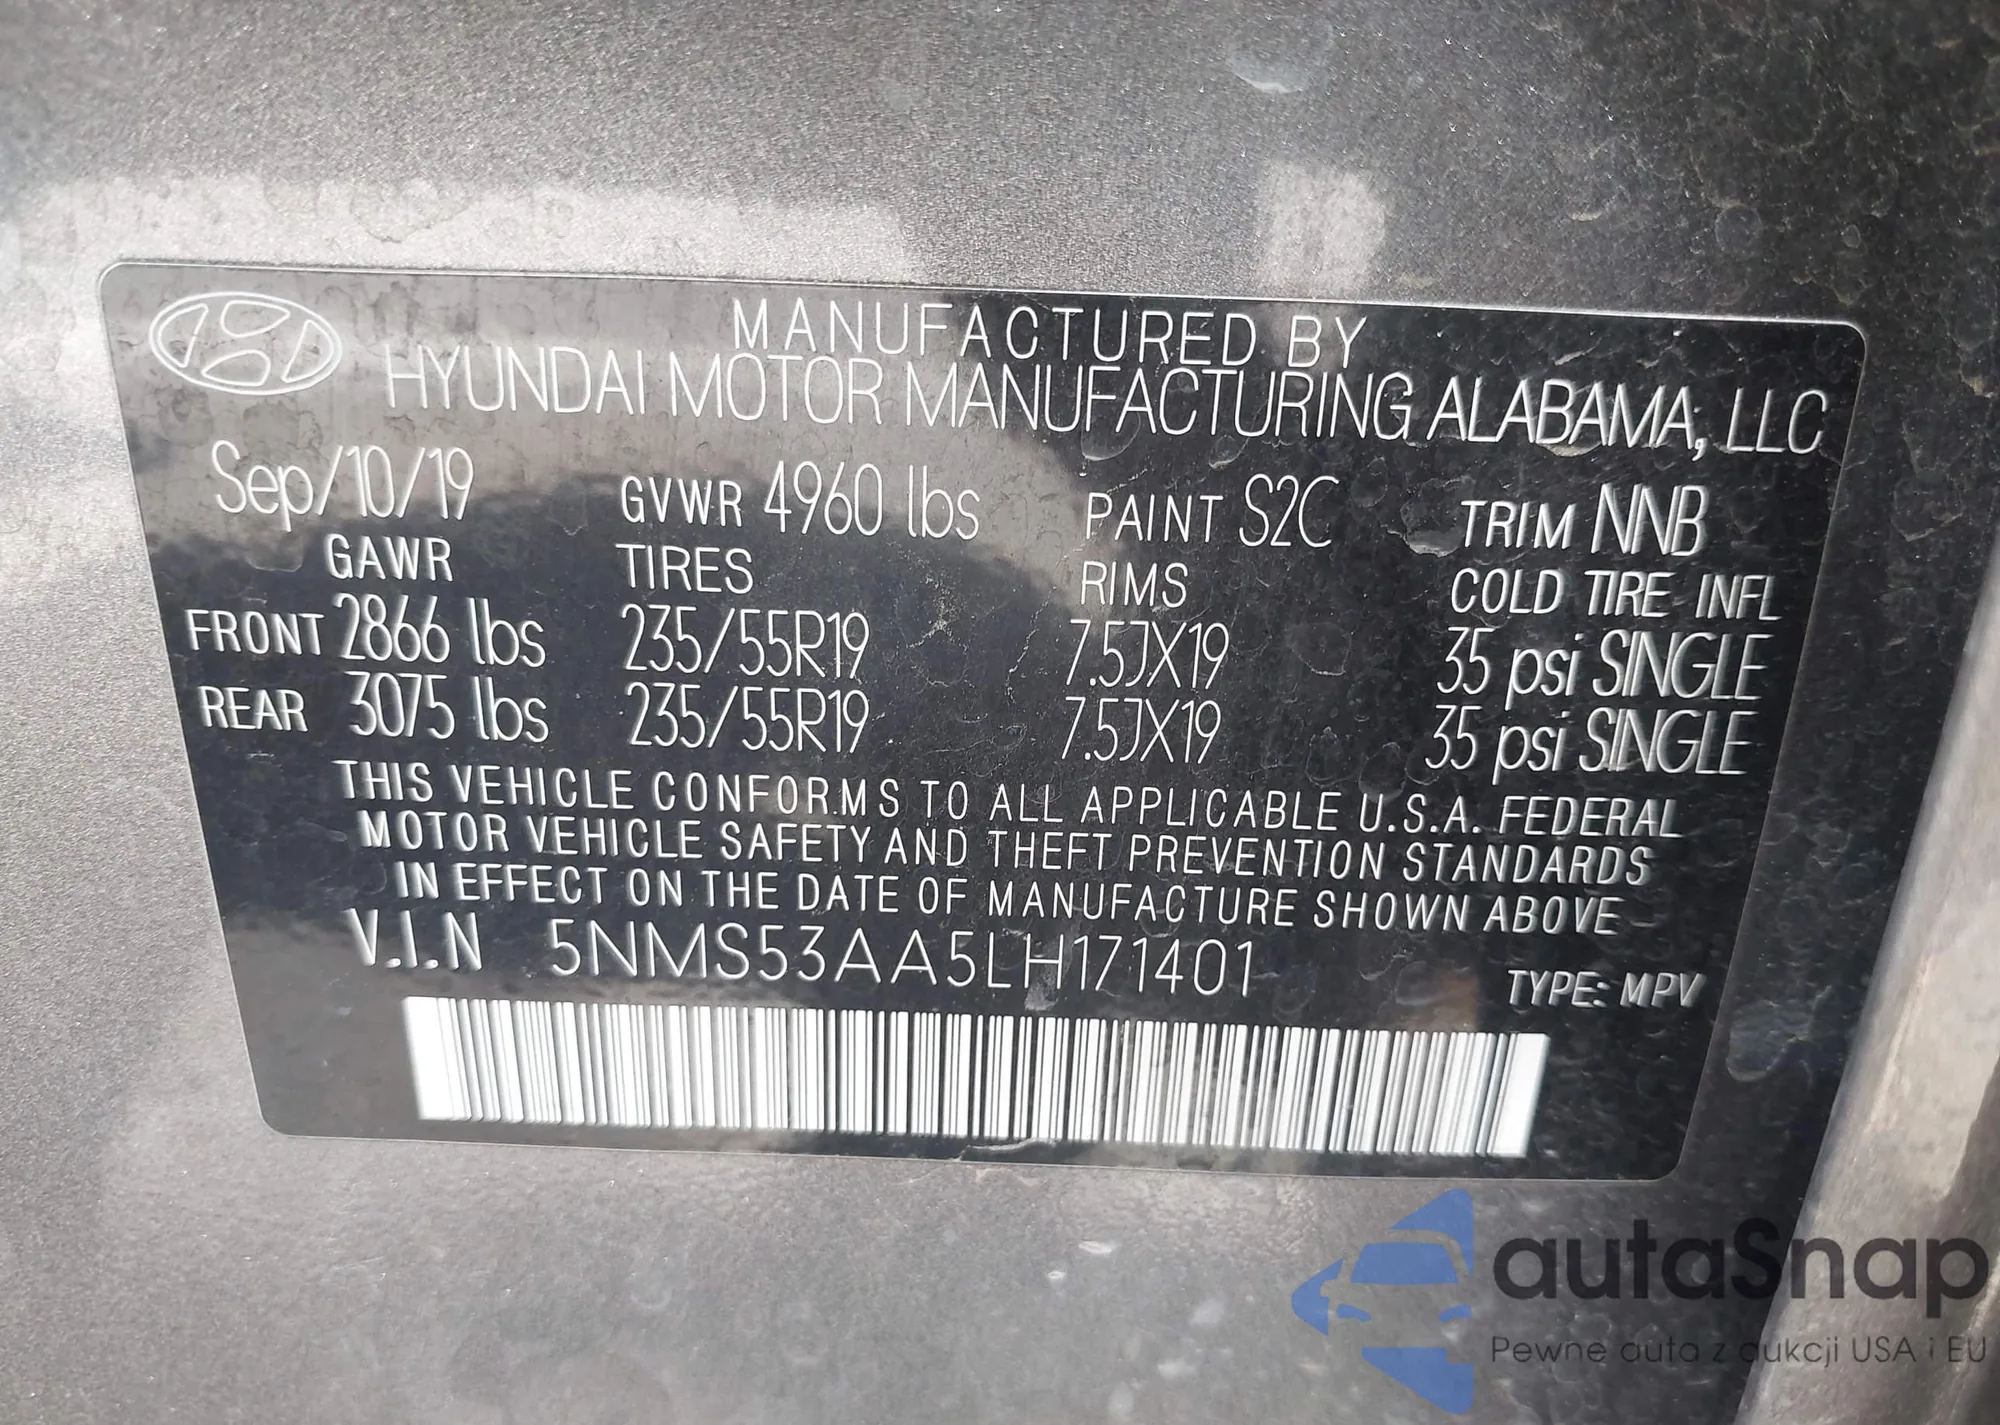 MANUFACTURED BY
HYUNDAI MOTOR MANUFACTURING ALABAMA, LLC
Sep/10/19 GVWR 4960 lbs PAINT S2C TRIM NNB
GAWR TIRES RIMS COLD TIRE INFL
FRONT 2866 lbs 235/55R19 7.5JX19 35 psi SINGLE
REAR 3075 lbs 235/55R19 7.5JX19 35 psi SINGLE
THIS VEHICLE CONFORMS TO ALL APPLICABLE U.S.A. FEDERAL
MOTOR VEHICLE SAFETY AND THEFT PREVENTION STANDARDS
IN EFFECT ON THE DATE OF MANUFACTURE SHOWN ABOVE
V.I.N 5NMS53AA5LH171401 TYPE: MPV
autaSnap
Pewne auta z aukcji USA i EU